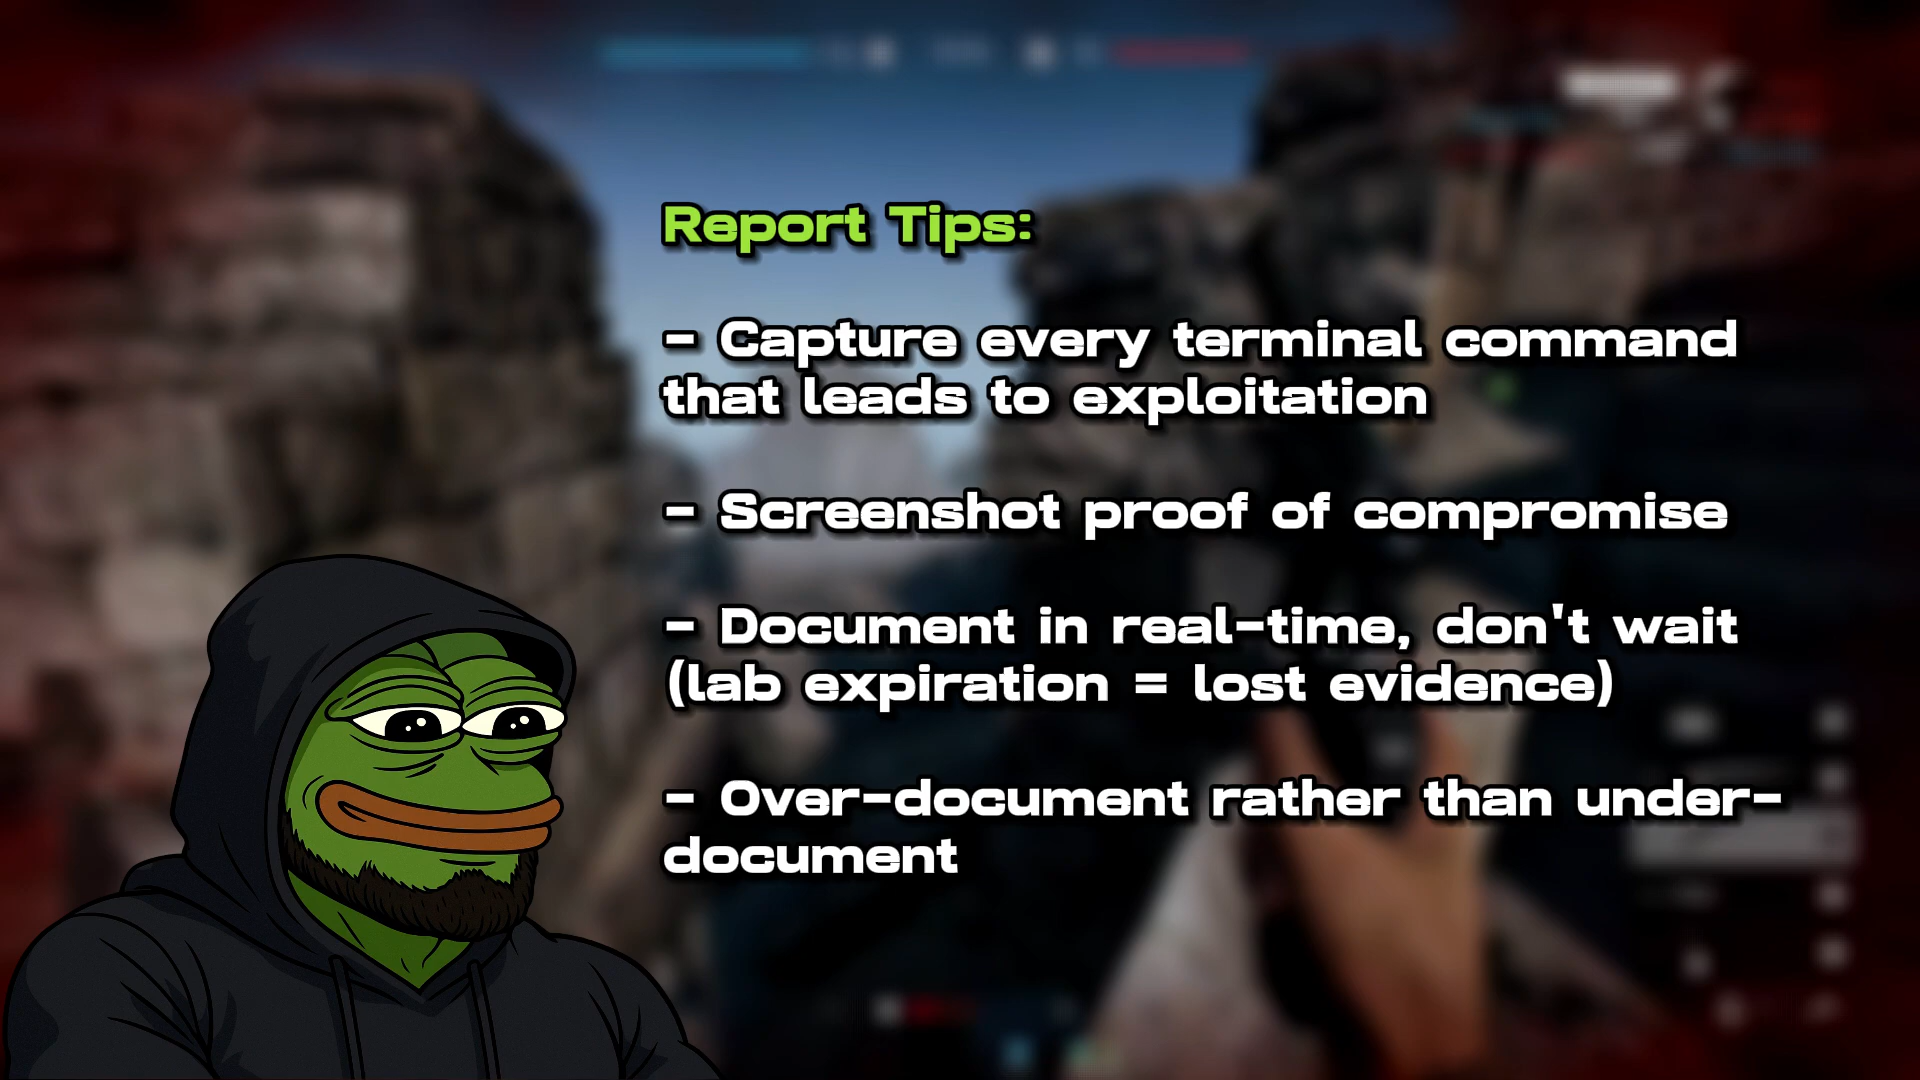 Report Tips:
- Capture every terminal command
that leads to exploitation
- Screenshot proof of compromise
- Document in real-time, don't wait
(lab expiration = lost evidence)
- Over-document rather than under-
document